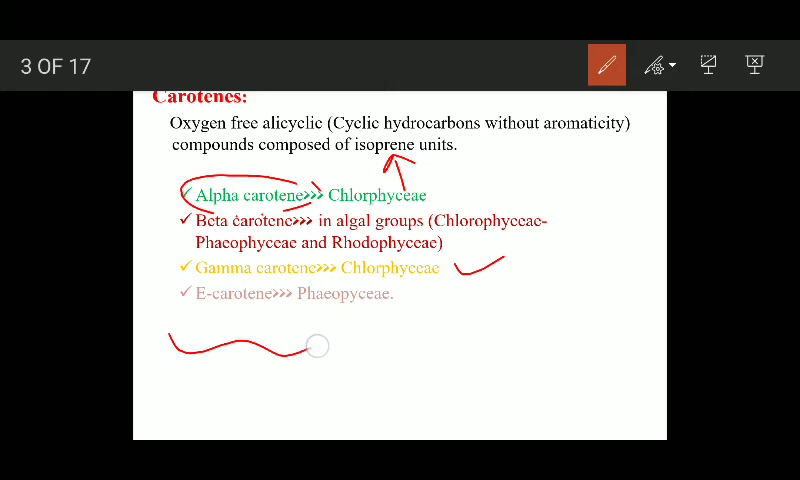 3 OF 17
Carotenes:
Oxygen free alicyclic (Cyclic hydrocarbons without aromaticity)
compounds composed of isoprene units.
✓ Alpha carotene>>> Chlorphyceae
✓ Beta carotene>>> in algal groups (Chlorophyceae-
Phaeophyceae and Rhodophyceae)
✓ Gamma carotene>>> Chlorphyceae
✓ E-carotene>>> Phaeopyceae.